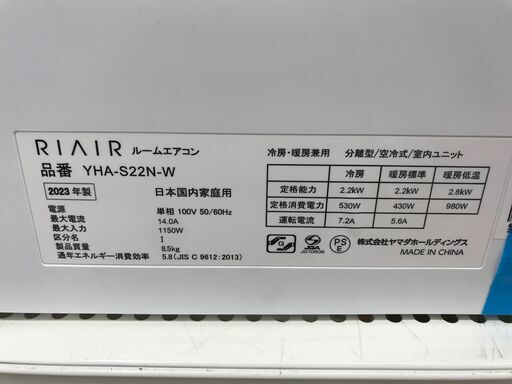 RIAIR ルームエアコン
品番 YHA-S22N-W
2023年製 日本国内家庭用
電源 単相 100V 50/60Hz
最大電流 14.0A
最大入力 1150W
区分名 I
製品質量 8.5kg
通年エネルギー消費効率 5.8 (JIS C 9612:2013)
冷房・暖房兼用 分離型/空冷式/室内ユニット
冷房 暖房標準 暖房低温
定格能力 2.2kW 2.2kW 2.8kW
定格消費電力 530W 430W 980W
運転電流 7.2A 5.6A
G JQA PS E 株式会社ヤマダホールディングス
MADE IN CHINA